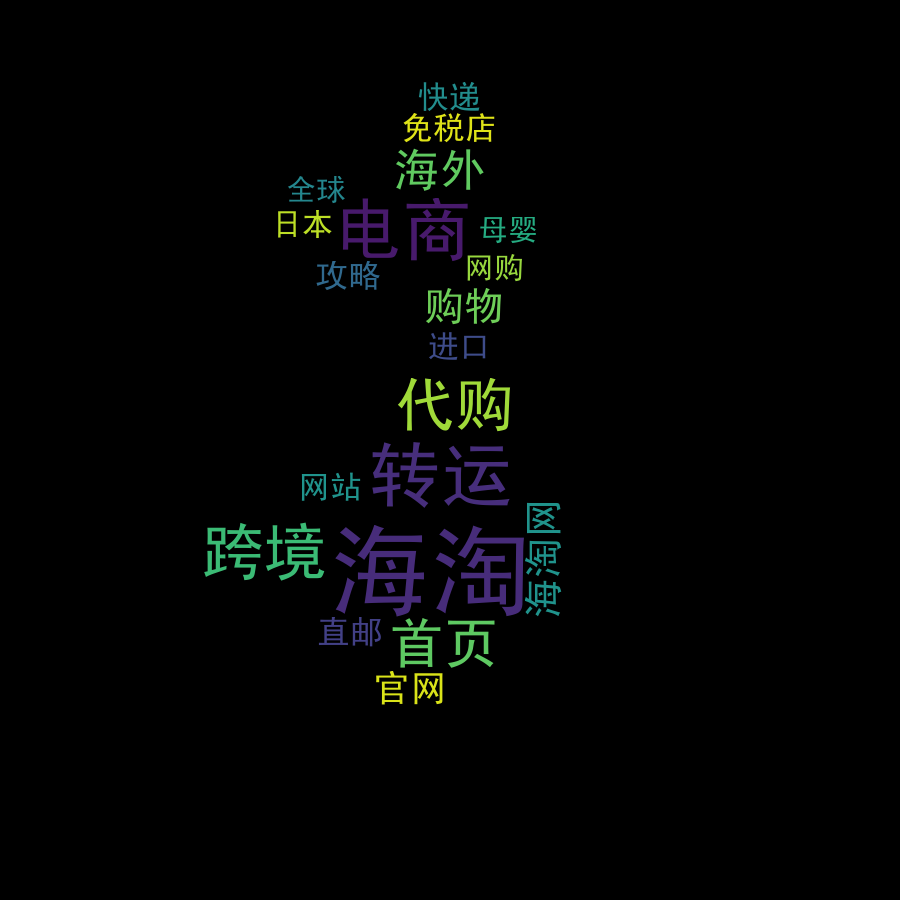 快递
免税店
海外
全球
日本
电商
母婴
网购
攻略
购物
进口
代购
转运
网站
跨境
海淘
海淘网
直邮
首页
官网